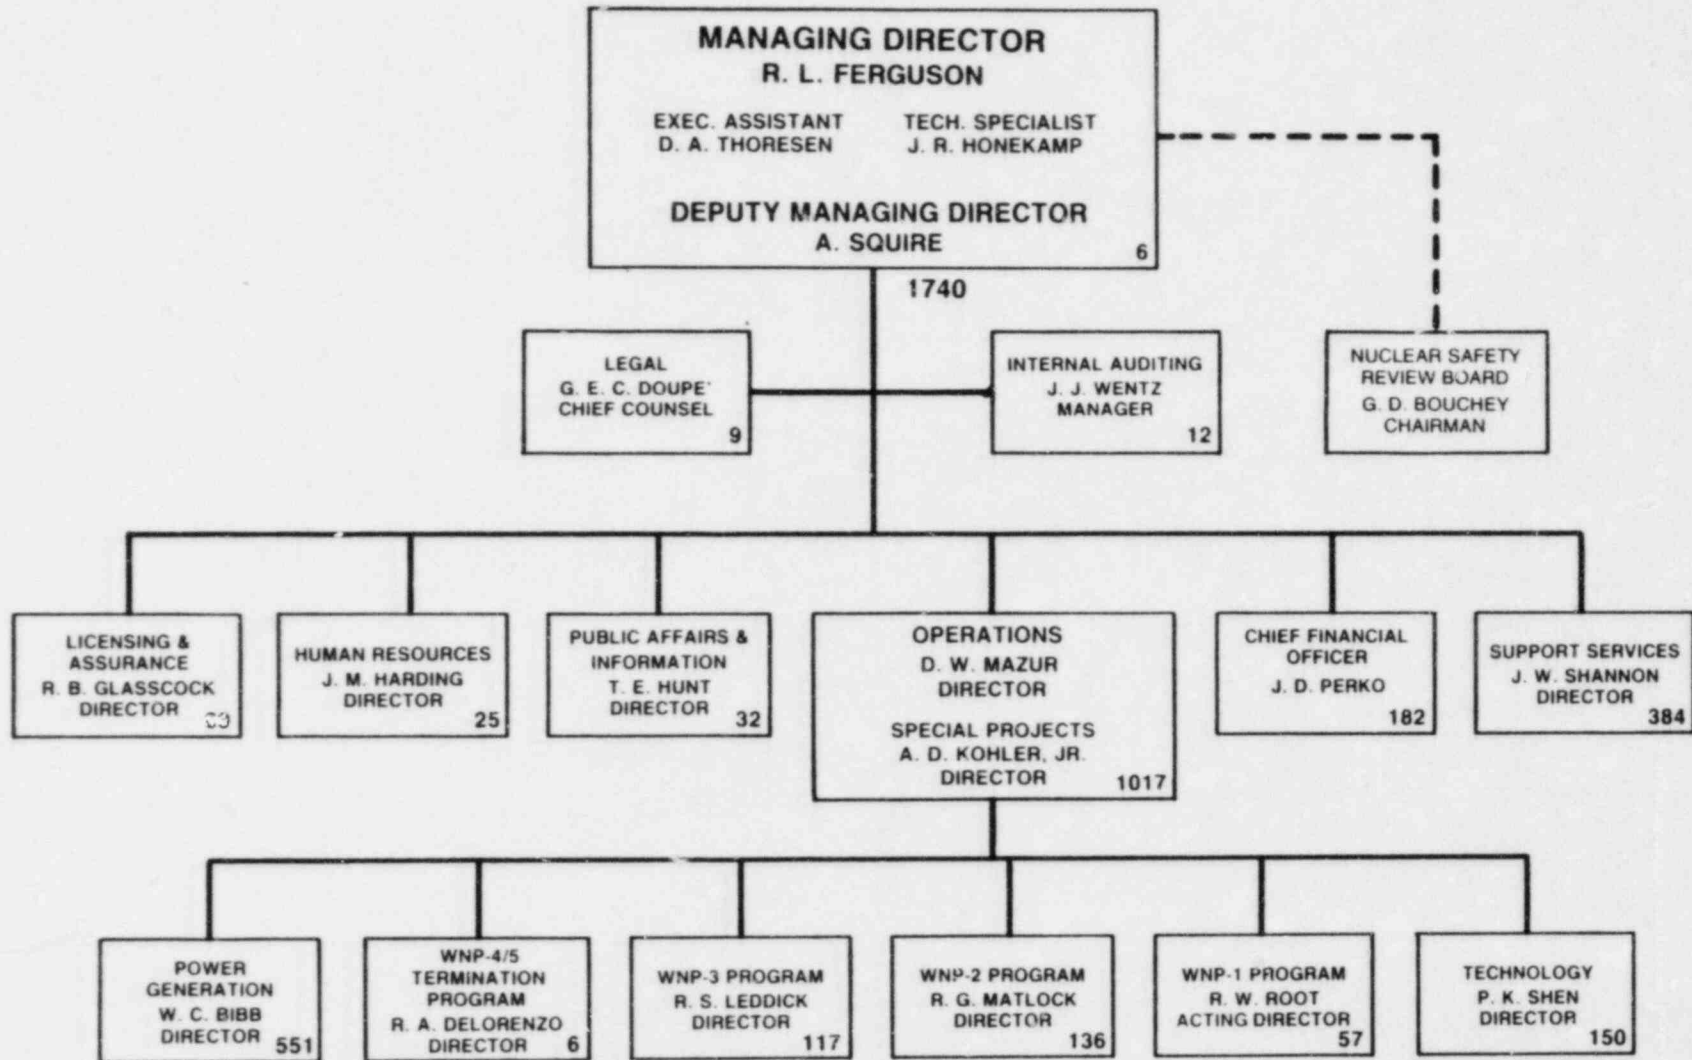 MANAGING DIRECTOR
R. L. FERGUSON
EXEC. ASSISTANT
D. A. THORESEN
TECH. SPECIALIST
J. R. HONEKAMP
DEPUTY MANAGING DIRECTOR
A. SQUIRE
6
1740
LEGAL
G. E. C. DOUPE'
CHIEF COUNSEL
9
INTERNAL AUDITING
J. J. WENTZ
MANAGER
12
NUCLEAR SAFETY
REVIEW BOARD
G. D. BOUCHEY
CHAIRMAN
LICENSING &
ASSURANCE
R. B. GLASSCOCK
DIRECTOR
HUMAN RESOURCES
J. M. HARDING
DIRECTOR
25
PUBLIC AFFAIRS &
INFORMATION
T. E. HUNT
DIRECTOR
32
OPERATIONS
D. W. MAZUR
DIRECTOR
SPECIAL PROJECTS
A. D. KOHLER, JR.
DIRECTOR
1017
CHIEF FINANCIAL
OFFICER
J. D. PERKO
182
SUPPORT SERVICES
J. W. SHANNON
DIRECTOR
384
POWER
GENERATION
W. C. BIBB
DIRECTOR
551
WNP-4/5
TERMINATION
PROGRAM
R. A. DELORENZO
DIRECTOR
6
WNP-3 PROGRAM
R. S. LEDDICK
DIRECTOR
117
WNP-2 PROGRAM
R. G. MATLOCK
DIRECTOR
136
WNP-1 PROGRAM
R. W. ROOT
ACTING DIRECTOR
57
TECHNOLOGY
P. K. SHEN
DIRECTOR
150